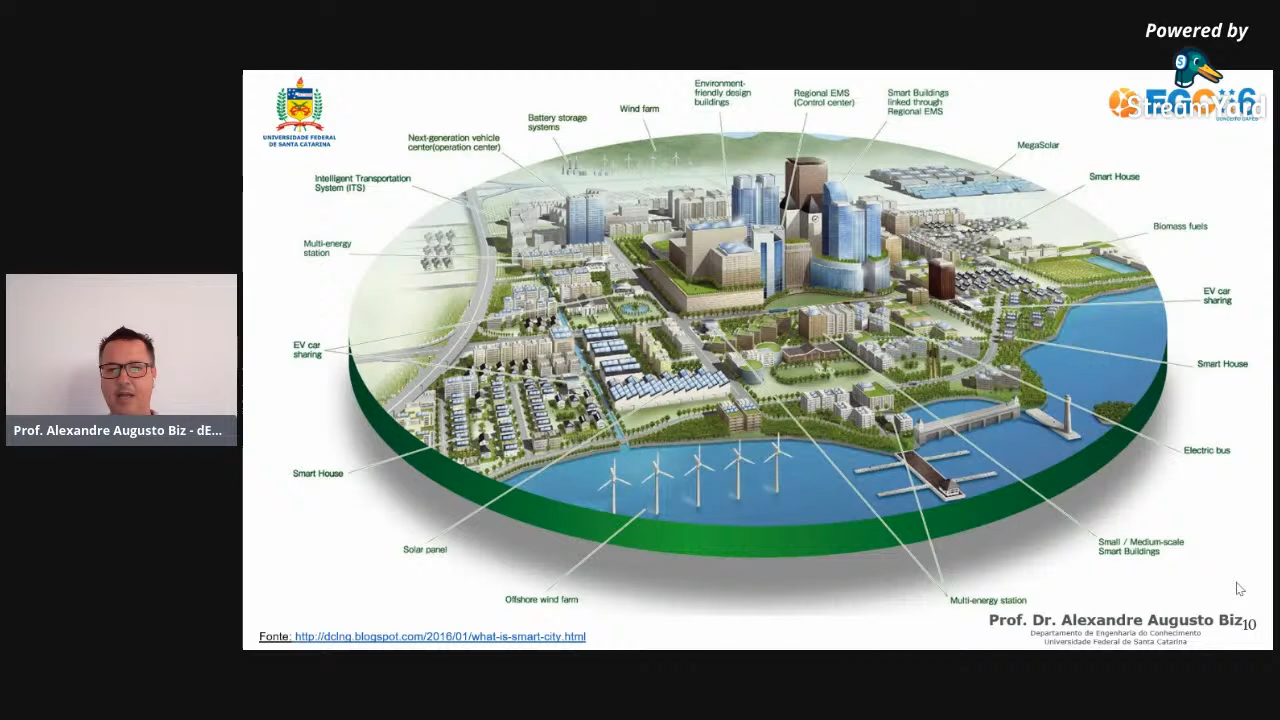 Powered by
StreamYard
UNIVERSIDADE FEDERAL
DE SANTA CATARINA
Environment-
friendly design
buildings
Regional EMS
(Control center)
Smart Buildings
linked through
Regional EMS
Wind farm
Battery storage
systems
Next-generation vehicle
center(operation center)
MegaSolar
Intelligent Transportation
System (ITS)
Smart House
Biomass fuels
Multi-energy
station
EV car
sharing
EV car
sharing
Smart House
Electric bus
Smart House
Solar panel
Small / Medium-scale
Smart Buildings
Offshore wind farm
Multi-energy station
Prof. Alexandre Augusto Biz - dE...
Fonte: http://dclng.blogspot.com/2016/01/what-is-smart-city.html
Prof. Dr. Alexandre Augusto Biz
10
Departamento de Engenharia do Conhecimento
Universidade Federal de Santa Catarina